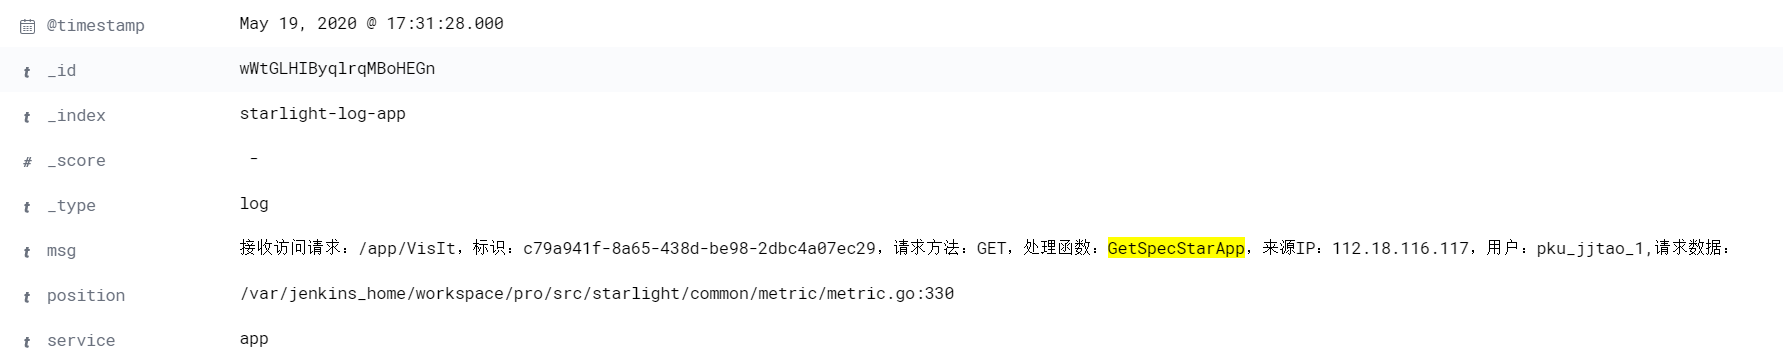 @timestamp May 19, 2020 @ 17:31:28.000
t _id wWtGLHIByqlrqMBoHEGn
t _index starlight-log-app
# _score -
t _type log
t msg 接收访问请求: /app/VisIt, 标识: c79a941f-8a65-438d-be98-2dbc4a07ec29, 请求方法: GET, 处理函数: GetSpecStarApp, 来源IP: 112.18.116.117, 用户: pku_jjtao_1,请求数据:
t position /var/jenkins_home/workspace/pro/src/starlight/common/metric/metric.go:330
t service app